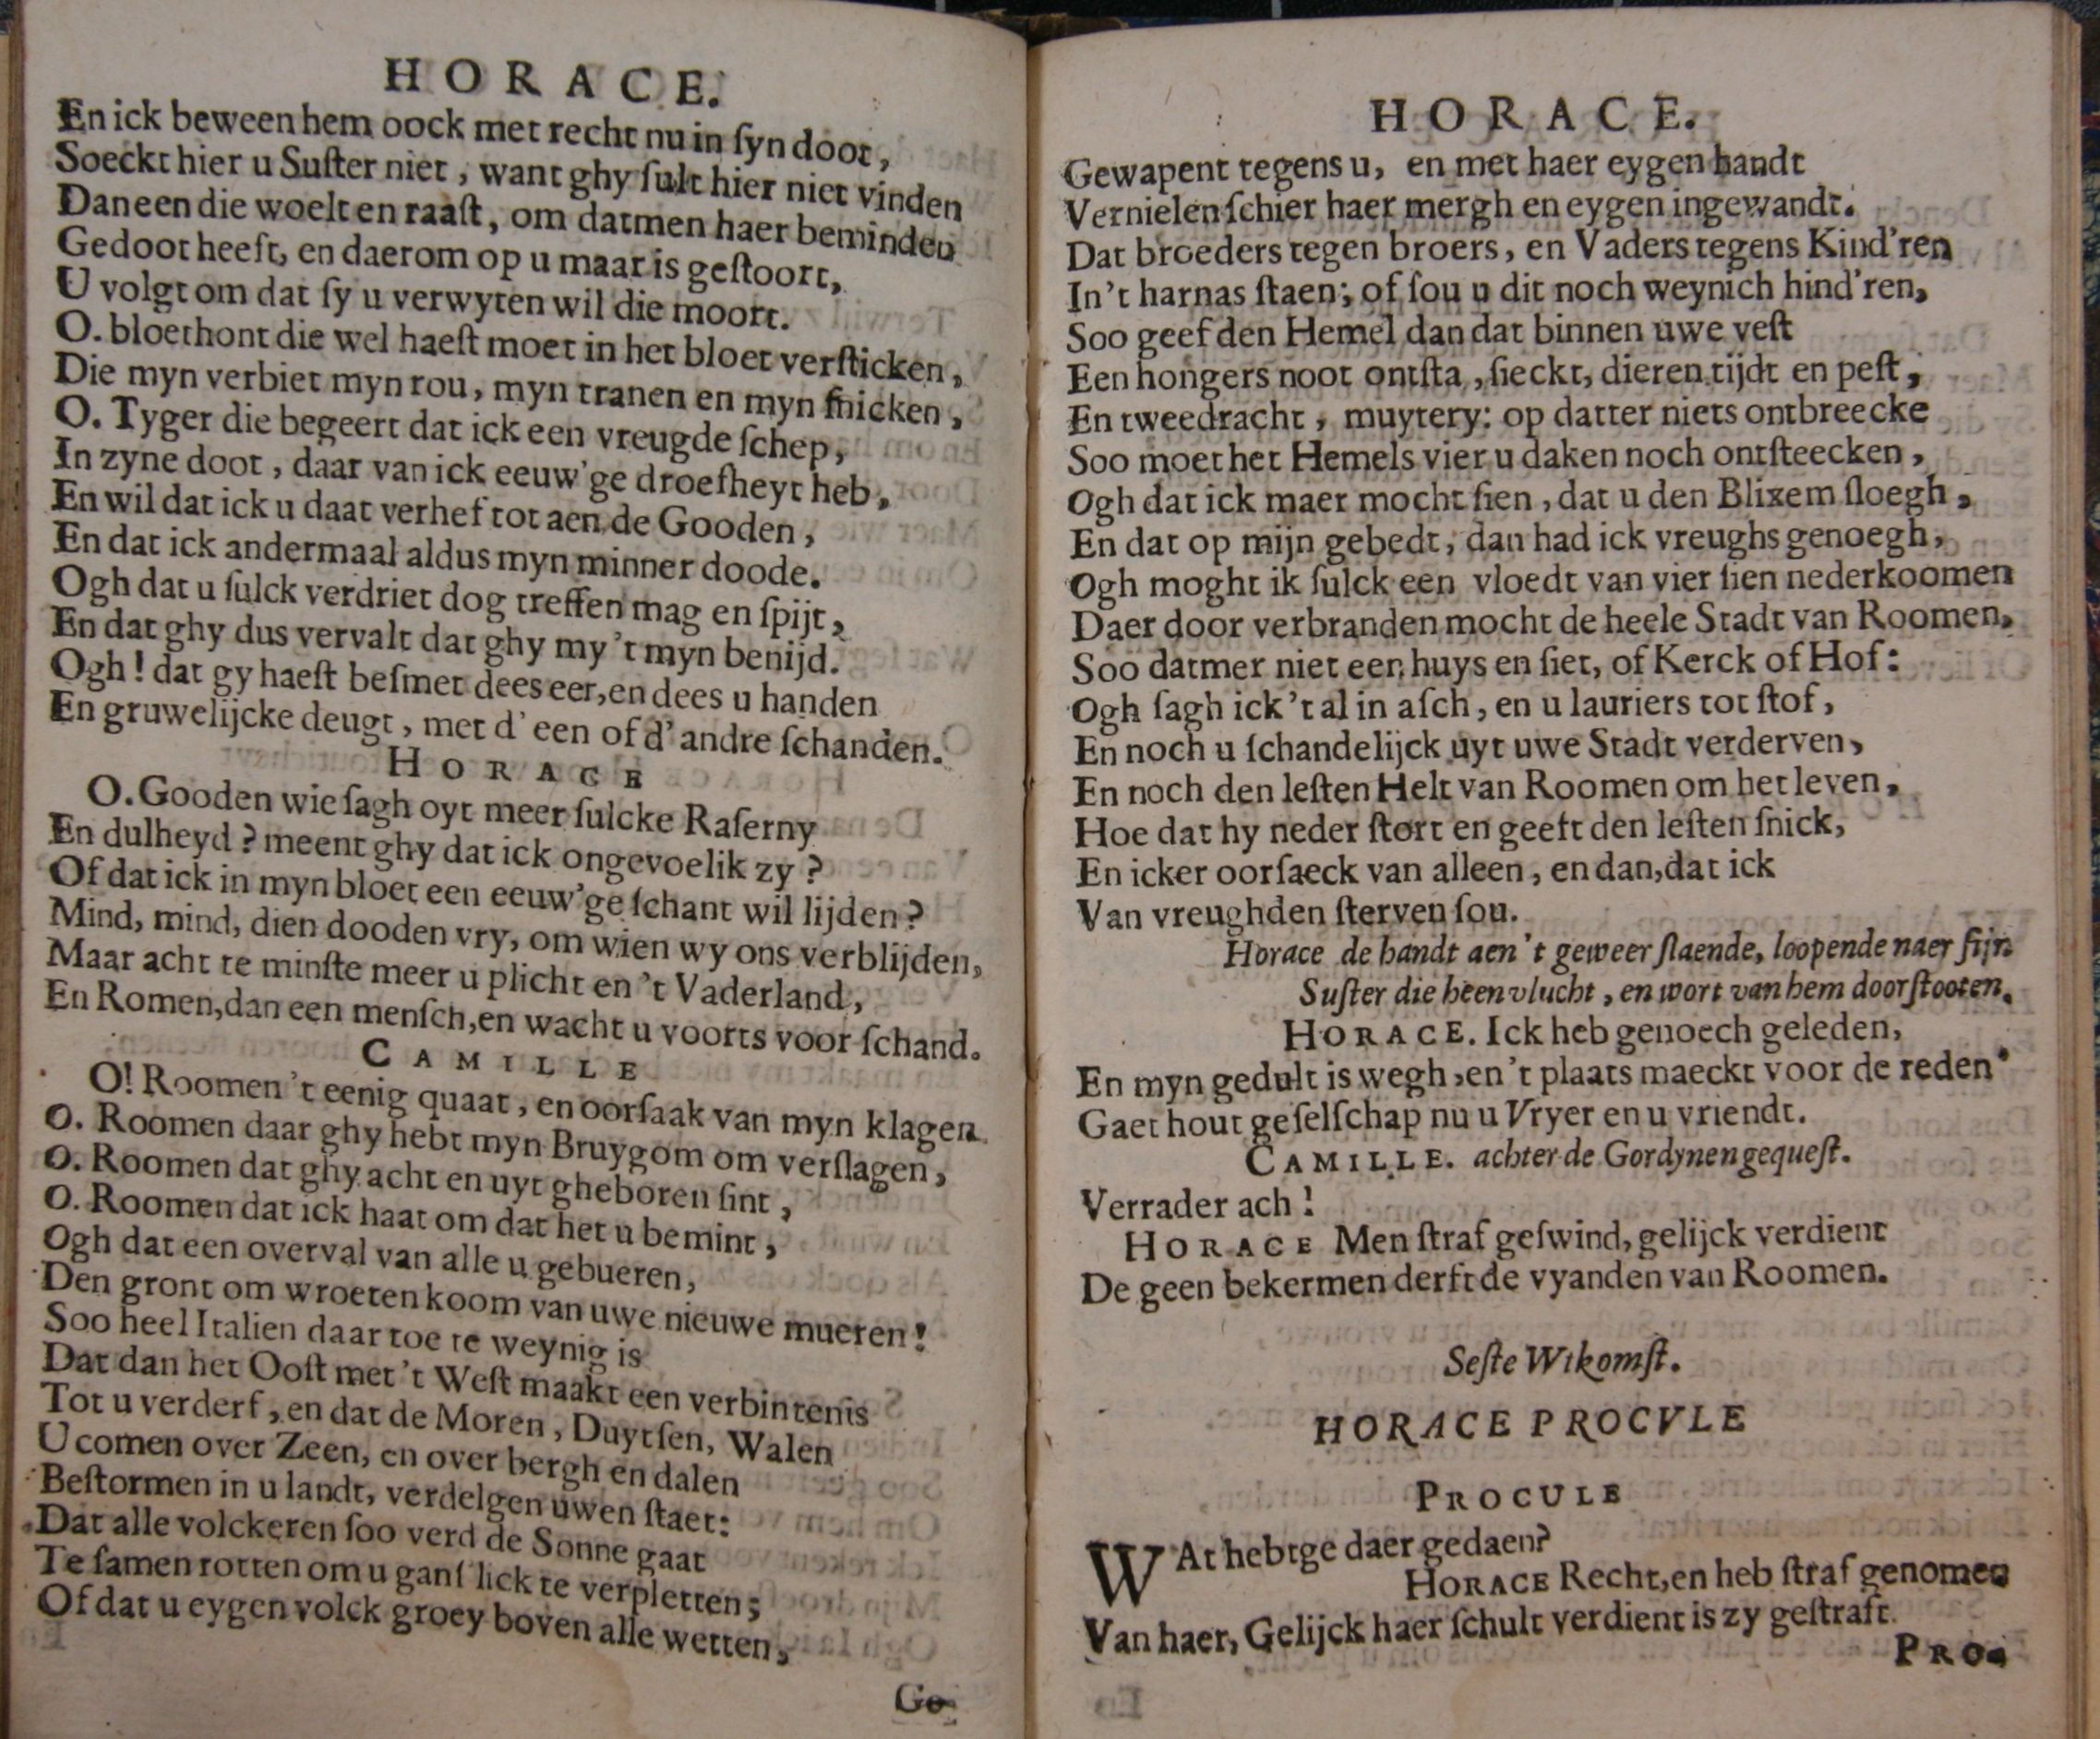 HORACE.
En ick beween hem oock met recht nu in ſyn doot,
Soeckt hier u Suſter niet, want ghy ſult hier niet vinden
Dan een die woelt en raaſt, om datmen haer beminden
Gedoot heeft, en daerom op u maar is geſtoort,
U volgt om dat ſy u verwyten wil die moort.
O. bloethont die wel haeſt moet in het bloet verſticken,
Die myn verbiet myn rou, myn tranen en myn ſnicken,
O. Tyger die begeert dat ick een vreugde ſchep,
In zyne doot, daar van ick eeuw'ge droefheyt heb,
En wil dat ick u daat verhef tot aen de Gooden,
En dat ick andermaal aldus myn minner doode.
Ogh dat u ſulck verdriet dog treffen mag en ſpijt,
En dat ghy dus vervalt dat ghy my 't myn benijd.
Ogh! dat gy haeſt beſmet dees eer, en dees u handen
En gruwelijcke deugt, met d' een of d' andre ſchanden.
HORACE
O. Gooden wie ſagh oyt meer ſulcke Raſerny
En dulheyd? meent ghy dat ick ongevoelik zy?
Of dat ick in myn bloet een eeuw'ge ſchant wil lijden?
Mind, mind, dien dooden vry, om wien wy ons verblijden,
Maar acht te minſte meer u plicht en 't Vaderland,
En Romen, dan een menſch, en wacht u voorts voor ſchand.
CAMILLE
O! Roomen 't eenig quaat, en oorſaak van myn klagen
O. Roomen daar ghy hebt myn Bruygom om verſlagen,
O. Roomen dat ghy acht en uyt gheboren ſint,
O. Roomen dat ick haat om dat het u bemint,
Ogh dat een overval van alle u gebueren,
Den gront om wroeten koom van uwe nieuwe mueren!
Soo heel Italien daar toe te weynig is
Dat dan het Ooſt met 't Weſt maakt een verbintenis
Tot u verderf, en dat de Moren, Duytſen, Walen
U comen over Zeen, en over bergh en dalen
Beſtormen in u landt, verdelgen uwen ſtaet:
Dat alle volckeren ſoo verd de Sonne gaat
Te ſamen rotten om u ganſ lick te verpletten;
Of dat u eygen volck groey boven alle wetten,
Ge-
HORACE.
Gewapent tegens u, en met haer eygen handt
Vernielen ſchier haer mergh en eygen ingewandt.
Dat broeders tegen broers, en Vaders tegens Kind'ren
In't harnas ſtaen; of ſou u dit noch weynich hind'ren,
Soo geef den Hemel dan dat binnen uwe veſt
Een hongers noot ontſta, ſieckt, dieren tijdt en peſt,
En tweedracht, muytery: op datter niets ontbreecke
Soo moet het Hemels vier u daken noch ontſteecken,
Ogh dat ick maer mocht ſien, dat u den Blixem ſloegh,
En dat op mijn gebedt, dan had ick vreughs genoegh,
Ogh moght ik ſulck een vloedt van vier ſien nederkoomen
Daer door verbranden mocht de heele Stadt van Roomen,
Soo datmer niet een huys en ſiet, of Kerck of Hof:
Ogh ſagh ick 't al in aſch, en u lauriers tot ſtof,
En noch u ſchandelijck uyt uwe Stadt verderven,
En noch den leſten Helt van Roomen om het leven,
Hoe dat hy neder ſtort en geeft den leſten ſnick,
En icker oorſaeck van alleen, en dan, dat ick
Van vreughden ſterven ſou.
Horace de handt aen 't geweer ſlaende, loopende naer ſijn
Suſter die heen vlucht, en wort van hem doorſtooten.
HORACE. Ick heb genoech geleden,
En myn gedult is wegh, en 't plaats maeckt voor de reden
Gaet hout geſelſchap nu u Vryer en u vriendt.
CAMILLE. achter de Gordynen gequeſt.
Verrader ach!
HORACE Men ſtraf geſwind, gelijck verdient
De geen bekermen derft de vyanden van Roomen.
Seſte Wtkomſt.
HORACE PROCVLE
PROCULE
WAt hebtge daer gedaen?
HORACE Recht, en heb ſtraf genomen
Van haer, Gelijck haer ſchult verdient is zy geſtraft.
PRO-